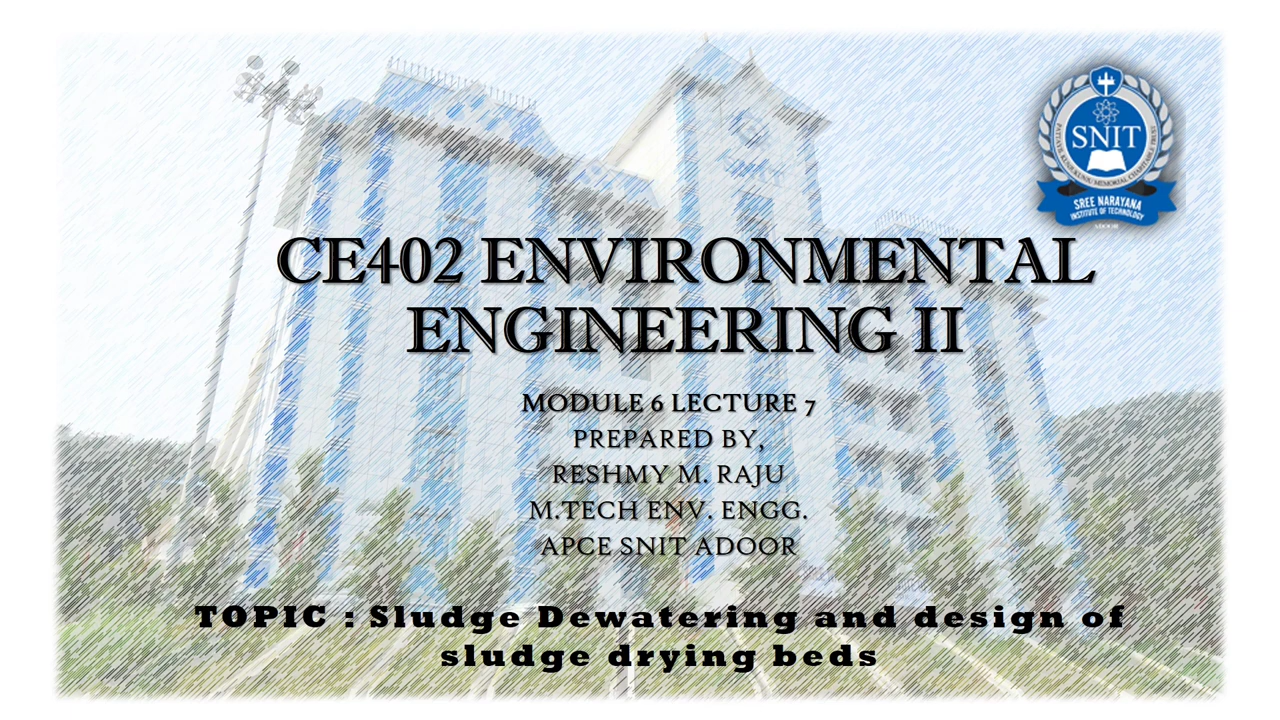 SNIT
SREE NARAYANA
INSTITUTE OF TECHNOLOGY
ADOOR
CE402 ENVIRONMENTAL
ENGINEERING II
MODULE 6 LECTURE 7
PREPARED BY,
RESHMY M. RAJU
M.TECH ENV. ENGG.
APCE SNIT ADOOR
TOPIC : Sludge Dewatering and design of
sludge drying beds